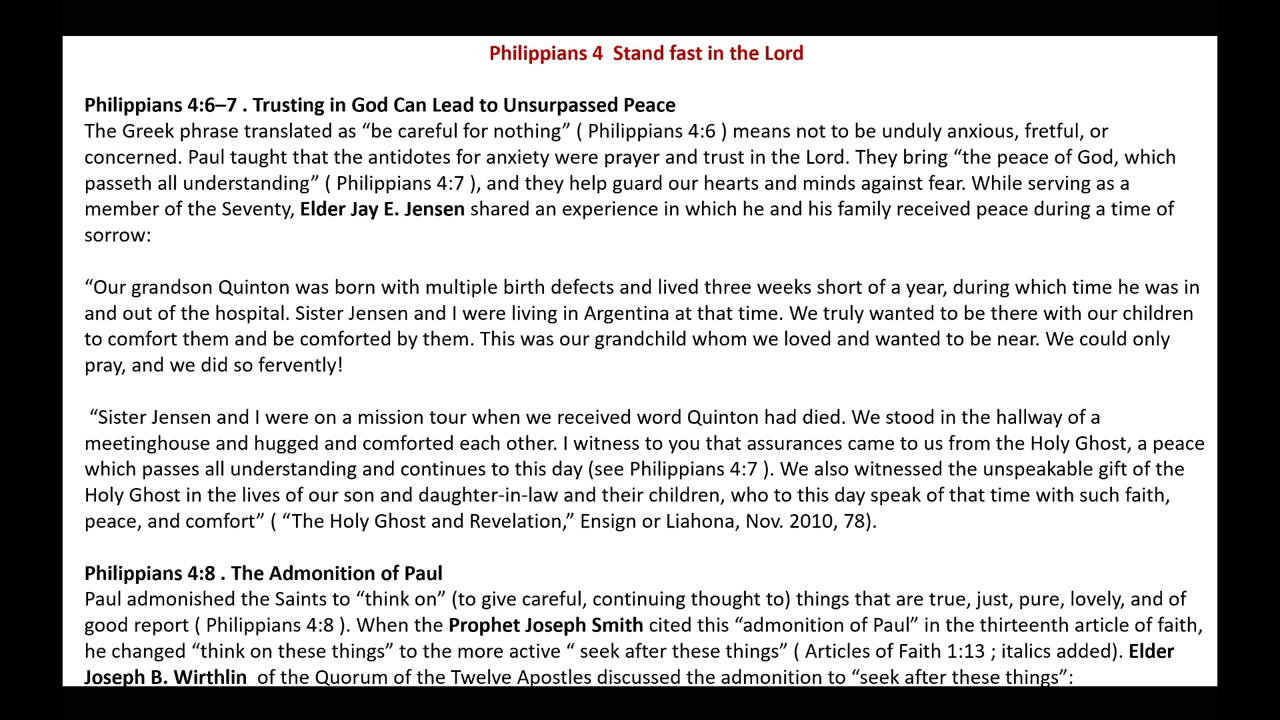 Philippians 4  Stand fast in the Lord
Philippians 4:6–7 . Trusting in God Can Lead to Unsurpassed Peace
The Greek phrase translated as “be careful for nothing” ( Philippians 4:6 ) means not to be unduly anxious, fretful, or
concerned. Paul taught that the antidotes for anxiety were prayer and trust in the Lord. They bring “the peace of God, which
passeth all understanding” ( Philippians 4:7 ), and they help guard our hearts and minds against fear. While serving as a
member of the Seventy, Elder Jay E. Jensen shared an experience in which he and his family received peace during a time of
sorrow:
“Our grandson Quinton was born with multiple birth defects and lived three weeks short of a year, during which time he was in
and out of the hospital. Sister Jensen and I were living in Argentina at that time. We truly wanted to be there with our children
to comfort them and be comforted by them. This was our grandchild whom we loved and wanted to be near. We could only
pray, and we did so fervently!
“Sister Jensen and I were on a mission tour when we received word Quinton had died. We stood in the hallway of a
meetinghouse and hugged and comforted each other. I witness to you that assurances came to us from the Holy Ghost, a peace
which passes all understanding and continues to this day (see Philippians 4:7 ). We also witnessed the unspeakable gift of the
Holy Ghost in the lives of our son and daughter-in-law and their children, who to this day speak of that time with such faith,
peace, and comfort” ( “The Holy Ghost and Revelation,” Ensign or Liahona, Nov. 2010, 78).
Philippians 4:8 . The Admonition of Paul
Paul admonished the Saints to “think on” (to give careful, continuing thought to) things that are true, just, pure, lovely, and of
good report ( Philippians 4:8 ). When the Prophet Joseph Smith cited this “admonition of Paul” in the thirteenth article of faith,
he changed “think on these things” to the more active “ seek after these things” ( Articles of Faith 1:13 ; italics added). Elder
Joseph B. Wirthlin  of the Quorum of the Twelve Apostles discussed the admonition to “seek after these things”: